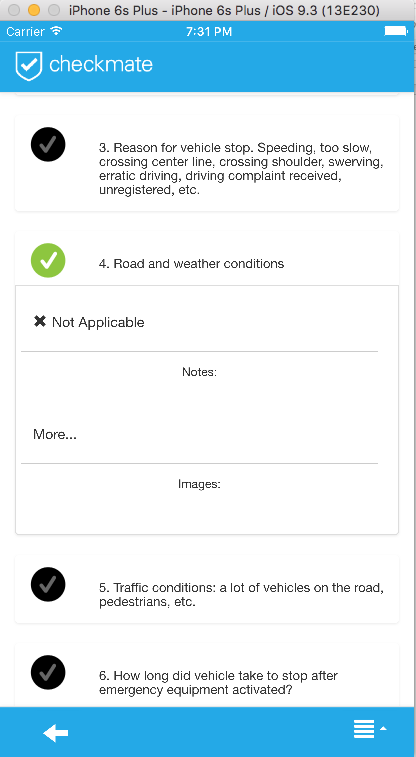 iPhone 6s Plus - iPhone 6s Plus / iOS 9.3 (13E230)
Carrier 7:31 PM
checkmate
3. Reason for vehicle stop. Speeding, too slow,
crossing center line, crossing shoulder, swerving,
erratic driving, driving complaint received,
unregistered, etc.
4. Road and weather conditions
Not Applicable
Notes:
More...
Images:
5. Traffic conditions: a lot of vehicles on the road,
pedestrians, etc.
6. How long did vehicle take to stop after
emergency equipment activated?